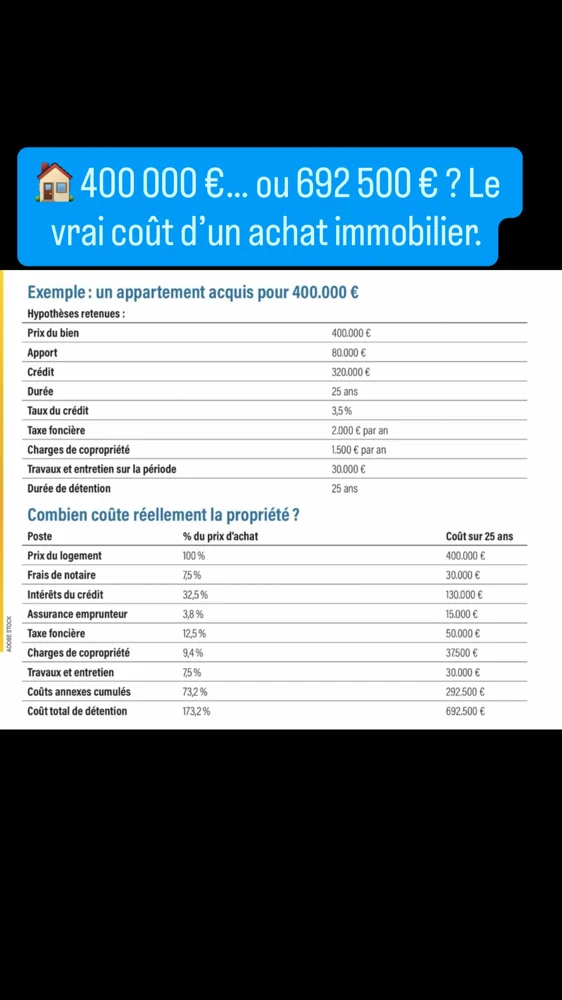 🏠 400 000 €... ou 692 500 € ? Le
vrai coût d'un achat immobilier.
Exemple : un appartement acquis pour 400.000 €
Hypothèses retenues :
Prix du bien 400.000 €
Apport 80.000 €
Crédit 320.000 €
Durée 25 ans
Taux du crédit 3,5 %
Taxe foncière 2.000 € par an
Charges de copropriété 1.500 € par an
Travaux et entretien sur la période 30.000 €
Durée de détention 25 ans
Combien coûte réellement la propriété ?
Poste % du prix d'achat Coût sur 25 ans
Prix du logement 100 % 400.000 €
Frais de notaire 7,5 % 30.000 €
Intérêts du crédit 32,5 % 130.000 €
Assurance emprunteur 3,8 % 15.000 €
Taxe foncière 12,5 % 50.000 €
Charges de copropriété 9,4 % 37.500 €
Travaux et entretien 7,5 % 30.000 €
Coûts annexes cumulés 73,2 % 292.500 €
Coût total de détention 173,2 % 692.500 €
ADOBE STOCK